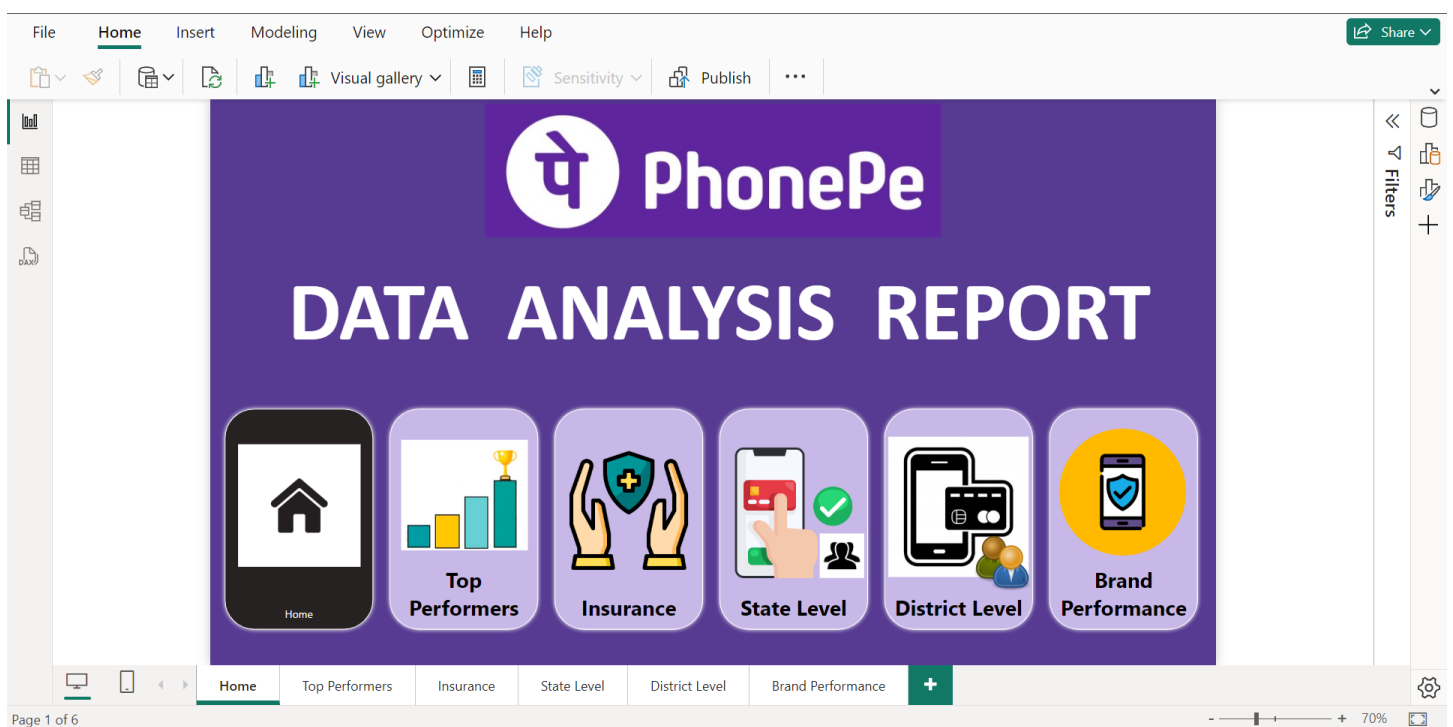 File Home Insert Modeling View Optimize Help Share
Visual gallery Sensitivity Publish
DAX
Filters
पे PhonePe
DATA ANALYSIS REPORT
Home
Top
Performers
Insurance
State Level
District Level
Brand
Performance
Home Top Performers Insurance State Level District Level Brand Performance +
Page 1 of 6
- + 70%